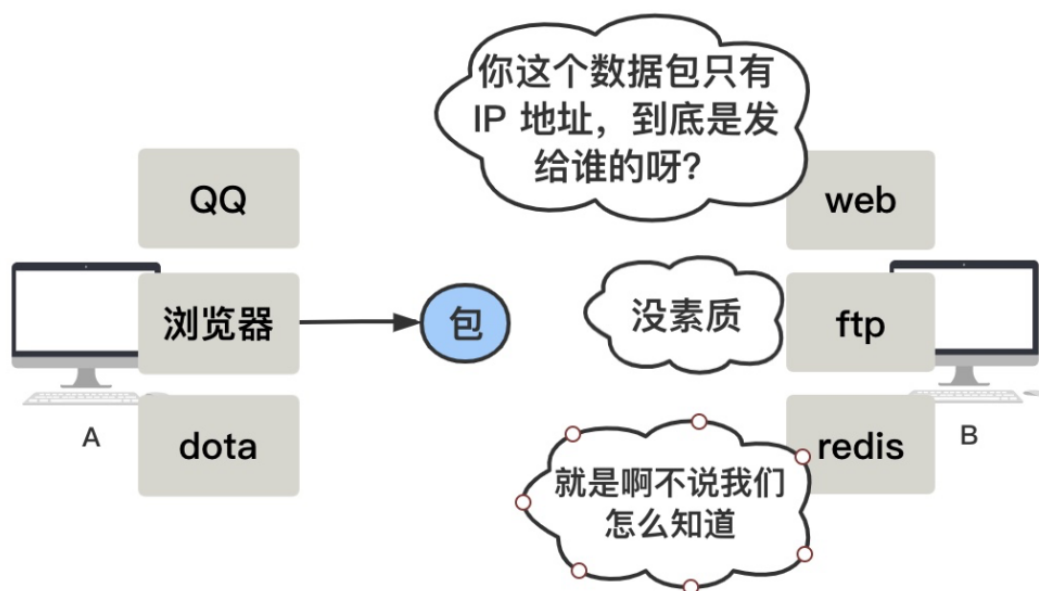 你这个数据包只有
IP 地址，到底是发
给谁的呀？
QQ
web
浏览器
包
没素质
ftp
A
dota
就是啊不说我们
怎么知道
redis
B